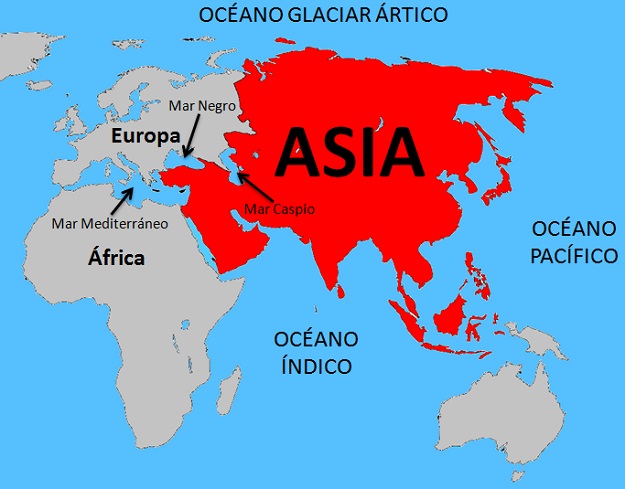 OCÉANO GLACIAR ÁRTICO
Mar Negro
Europa
ASIA
Mar Caspio
Mar Mediterráneo
África
OCÉANO
PACÍFICO
OCÉANO
ÍNDICO